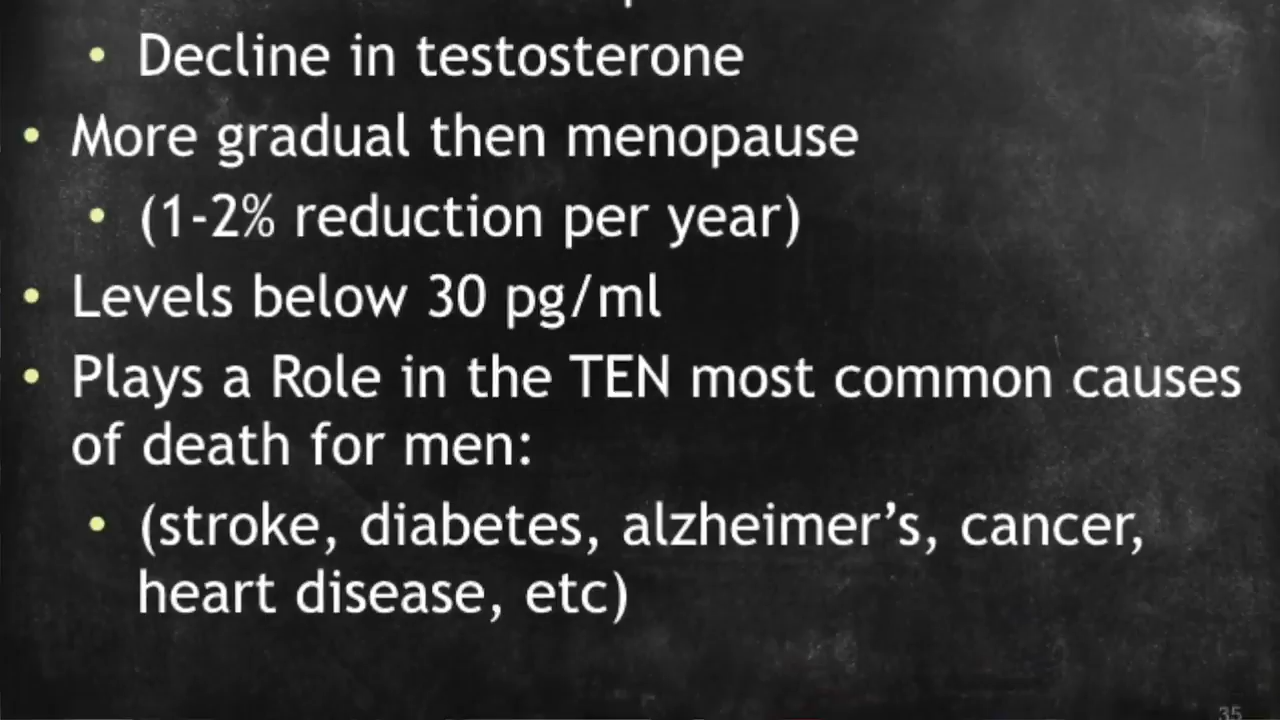 • Decline in testosterone
• More gradual then menopause
• (1-2% reduction per year)
• Levels below 30 pg/ml
• Plays a Role in the TEN most common causes
of death for men:
• (stroke, diabetes, alzheimer’s, cancer,
heart disease, etc)
35